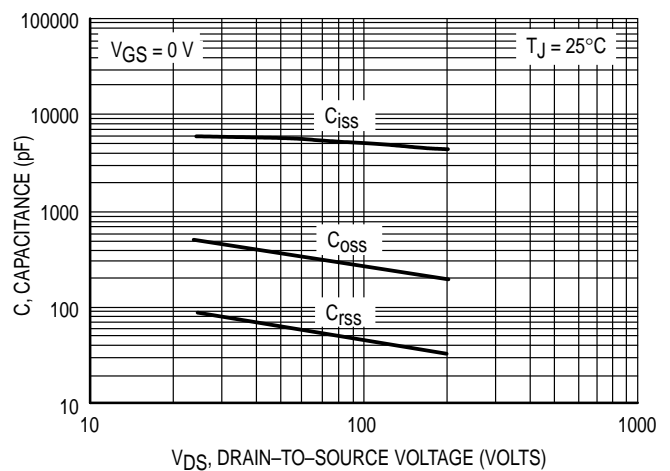 100000
VGS = 0 V
TJ = 25°C
10000
Ciss
1000
Coss
100
Crss
10
10
100
1000
C, CAPACITANCE (pF)
VDS, DRAIN–TO–SOURCE VOLTAGE (VOLTS)